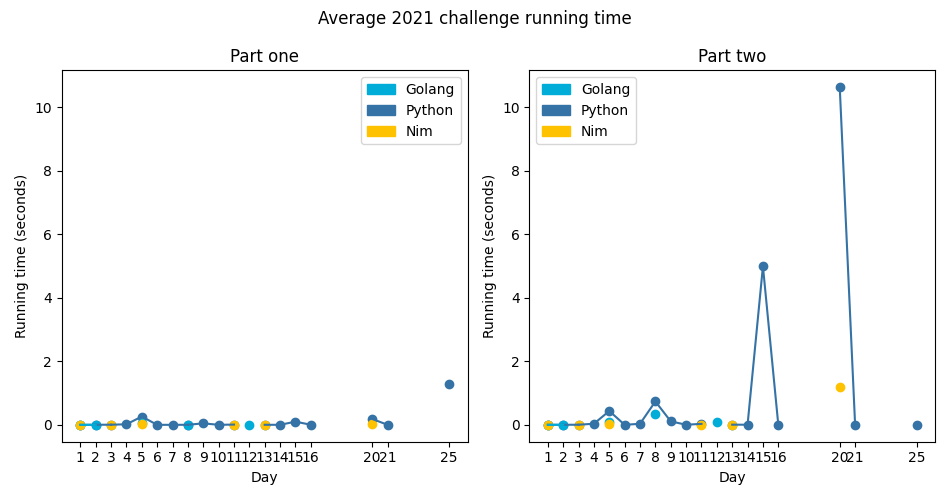 Average 2021 challenge running time
Part one
Golang
Python
Nim
10
8
6
4
2
0
Running time (seconds)
1 2 3 4 5 6 7 8 9 10 11 12 13 14 15 16 20 21 25
Day
Part two
Golang
Python
Nim
10
8
6
4
2
0
Running time (seconds)
1 2 3 4 5 6 7 8 9 10 11 12 13 14 15 16 20 21 25
Day